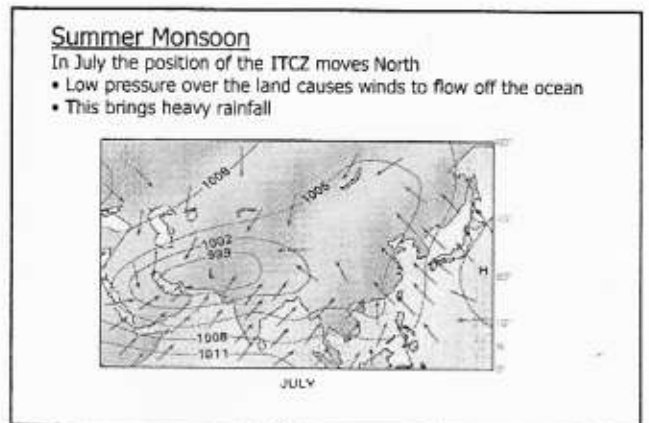 Summer Monsoon
In July the position of the ITCZ moves North
• Low pressure over the land causes winds to flow off the ocean
• This brings heavy rainfall
1008
1005
1002
999
L
H
1008
1011
JULY